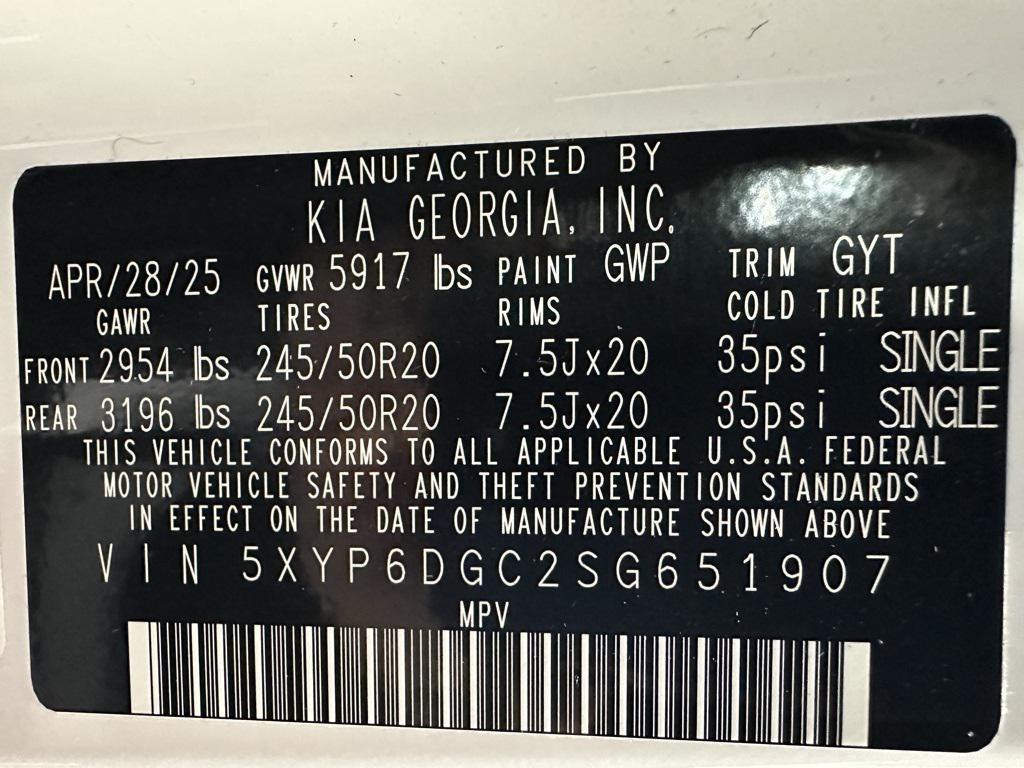 MANUFACTURED BY
KIA GEORGIA, INC.
APR/28/25 GVWR 5917 lbs PAINT GWP TRIM GYT
GAWR TIRES RIMS COLD TIRE INFL
FRONT 2954 lbs 245/50R20 7.5Jx20 35psi SINGLE
REAR 3196 lbs 245/50R20 7.5Jx20 35psi SINGLE
THIS VEHICLE CONFORMS TO ALL APPLICABLE U.S.A. FEDERAL
MOTOR VEHICLE SAFETY AND THEFT PREVENTION STANDARDS
IN EFFECT ON THE DATE OF MANUFACTURE SHOWN ABOVE
VIN 5XYP6DGC2SG651907
MPV